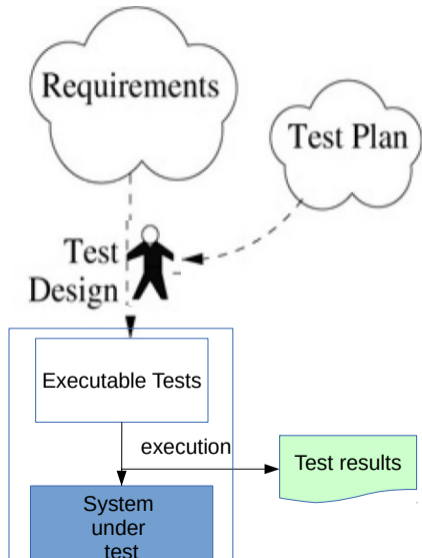 Requirements
Test Plan
Test
Design
Executable Tests
execution
Test results
System
under
test